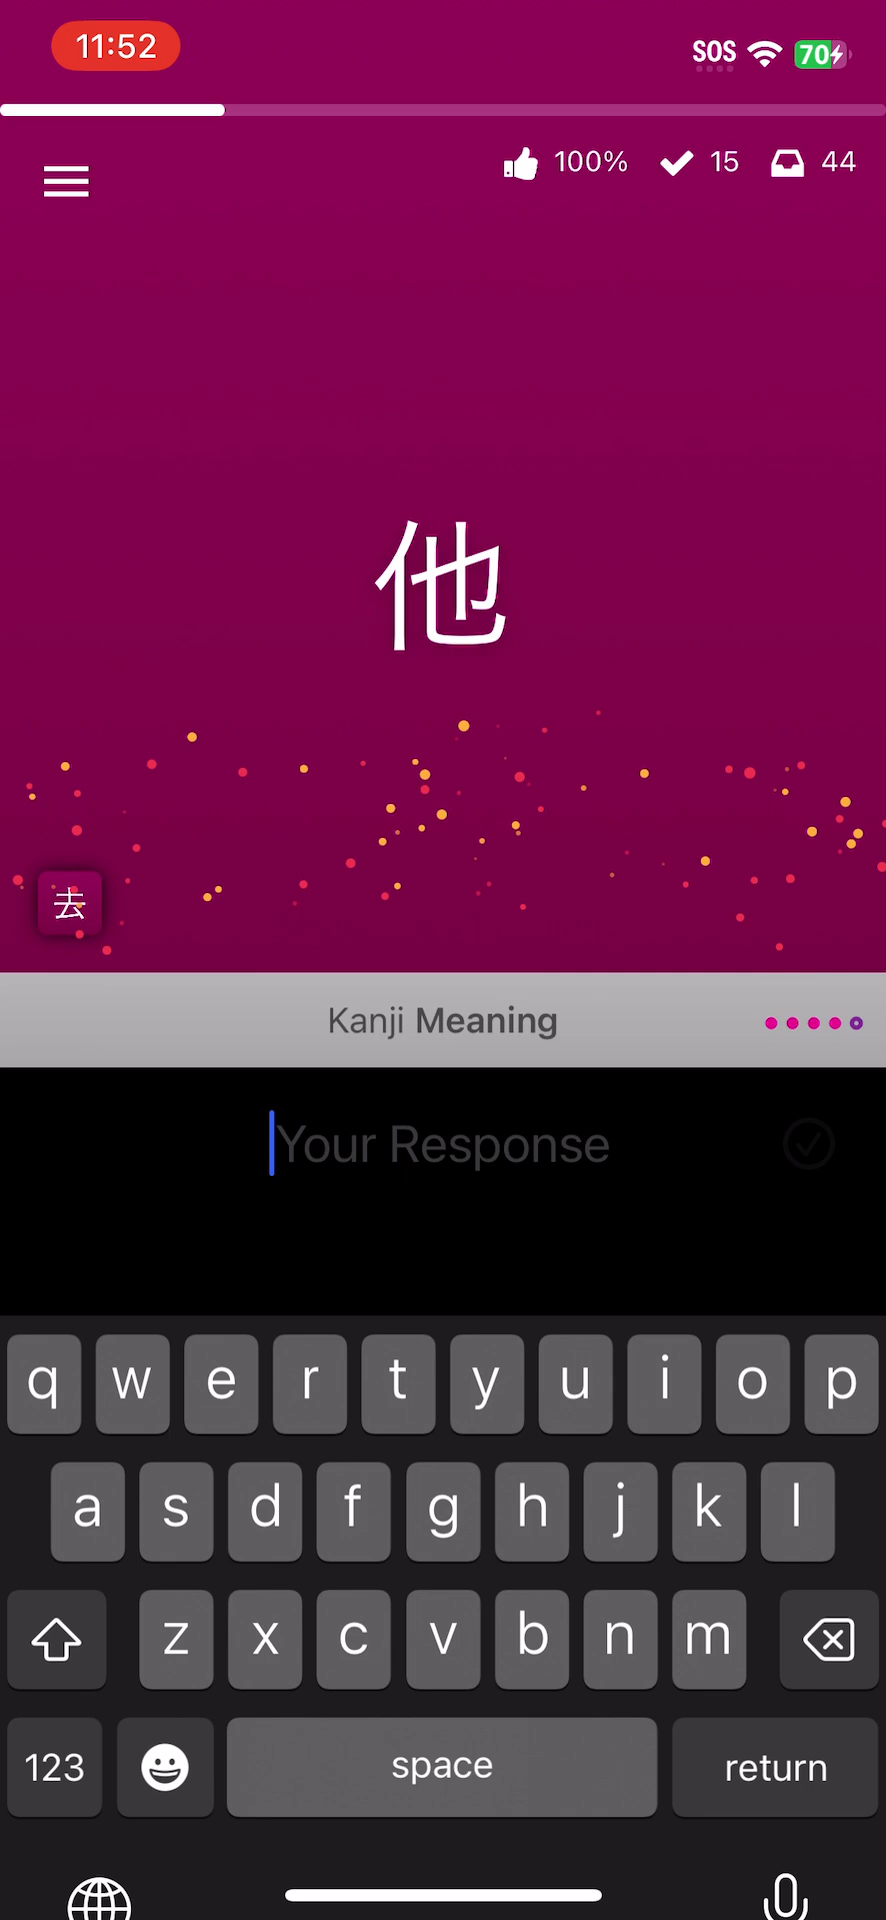 11:52
SOS 70
100% 15 44
他
去
Kanji Meaning
Your Response
q w e r t y u i o p
a s d f g h j k l
z x c v b n m
123 space return